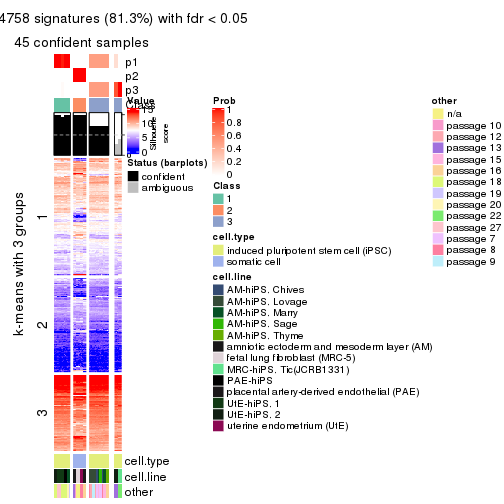 4758 signatures (81.3%) with fdr < 0.05
45 confident samples
p1
p2
p3
Class
Value
15
10
5
0
Silhouette
score
1
0.5
0
Status (barplots)
confident
ambiguous
k-means with 3 groups
1
2
3
cell.type
cell.line
other
Prob
1
0.8
0.6
0.4
0.2
0
Class
1
2
3
cell.type
induced pluripotent stem cell (iPSC)
somatic cell
cell.line
AM-hiPS. Chives
AM-hiPS. Lovage
AM-hiPS. Marry
AM-hiPS. Sage
AM-hiPS. Thyme
amniotic ectoderm and mesoderm layer (AM)
fetal lung fibroblast (MRC-5)
MRC-hiPS. Tic(JCRB1331)
PAE-hiPS
placental artery-derived endothelial (PAE)
UtE-hiPS. 1
UtE-hiPS. 2
uterine endometrium (UtE)
other
n/a
passage 10
passage 12
passage 13
passage 15
passage 16
passage 18
passage 19
passage 20
passage 22
passage 27
passage 7
passage 8
passage 9